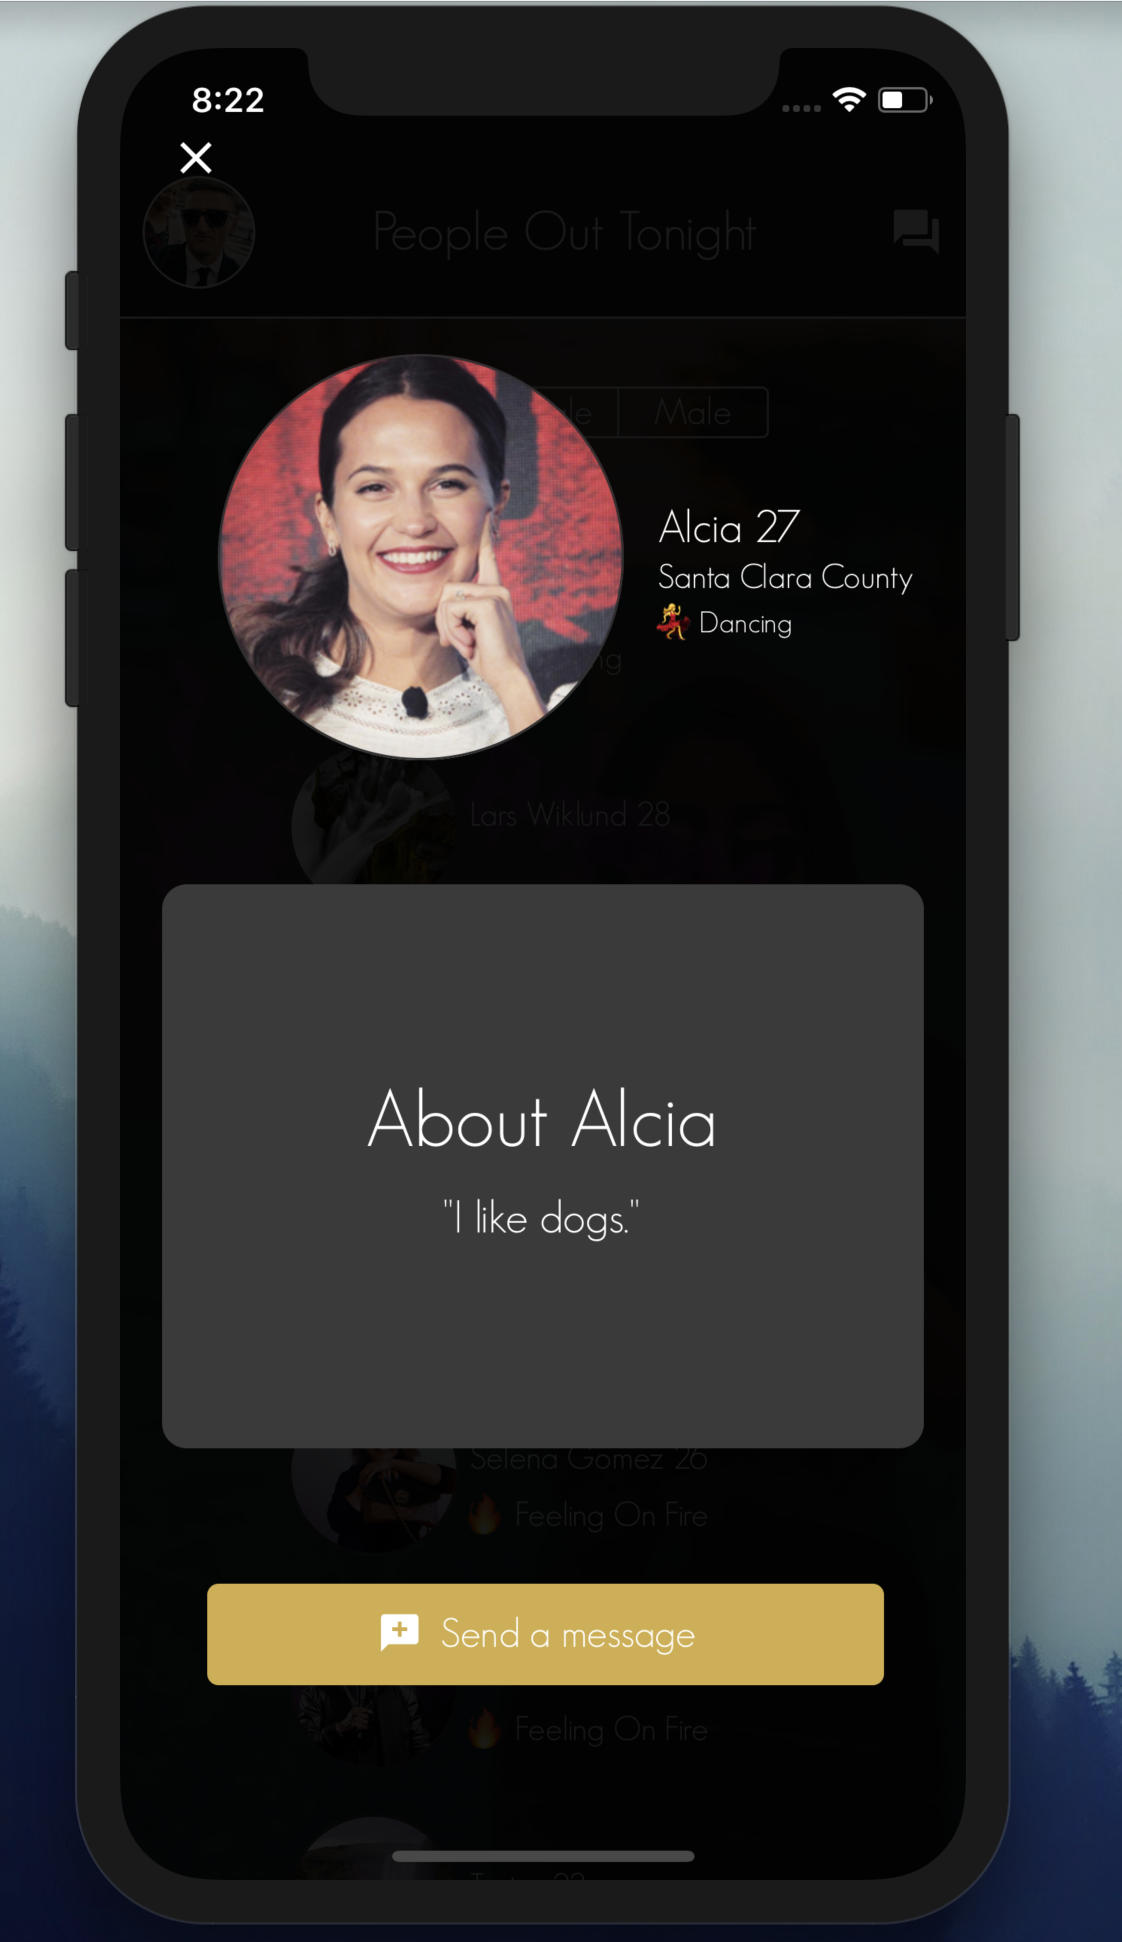 8:22
People Out Tonight
le
Male
Alcia 27
Santa Clara County
Dancing
ng
Lars Wiklund 28
About Alcia
"I like dogs."
Selena Gomez 26
Feeling On Fire
Send a message
Feeling On Fire